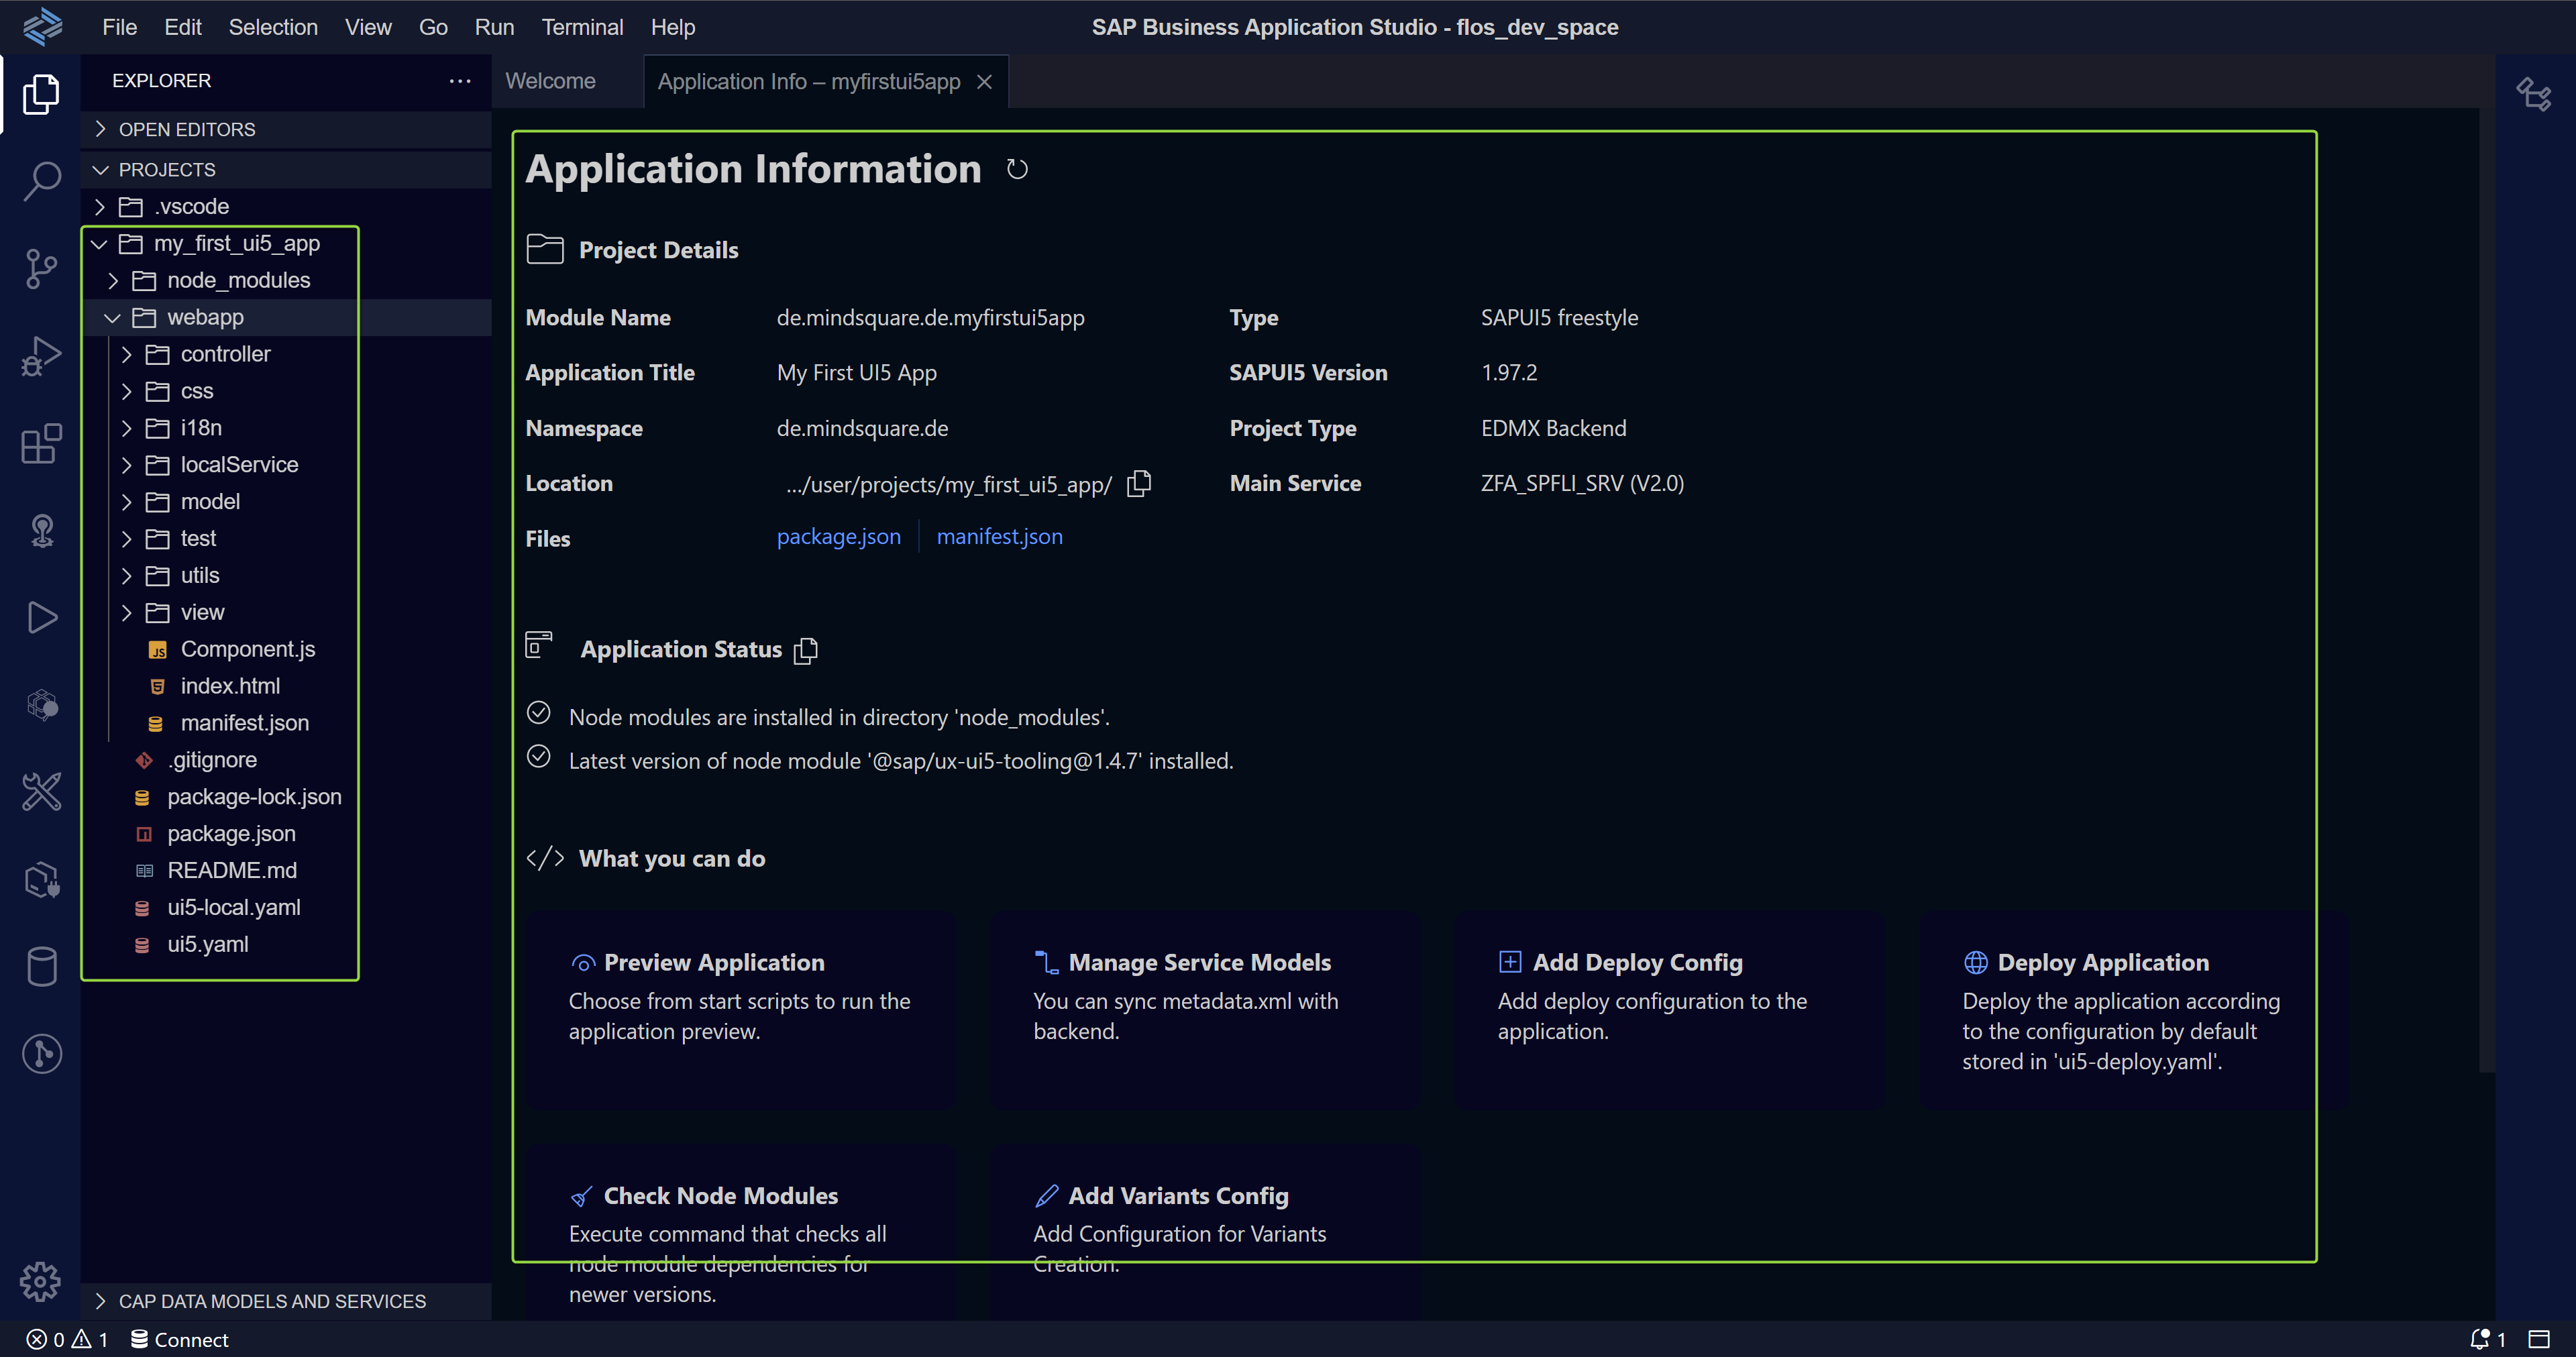 File Edit Selection View Go Run Terminal Help
SAP Business Application Studio - flos_dev_space
EXPLORER
OPEN EDITORS
PROJECTS
.vscode
my_first_ui5_app
node_modules
webapp
controller
css
i18n
localService
model
test
utils
view
Component.js
index.html
manifest.json
.gitignore
package-lock.json
package.json
README.md
ui5-local.yaml
ui5.yaml
CAP DATA MODELS AND SERVICES
Welcome
Application Info – myfirstui5app
Application Information
Project Details
Module Name de.mindsquare.de.myfirstui5app Type SAPUI5 freestyle
Application Title My First UI5 App SAPUI5 Version 1.97.2
Namespace de.mindsquare.de Project Type EDMX Backend
Location .../user/projects/my_first_ui5_app/ Main Service ZFA_SPFLI_SRV (V2.0)
Files package.json manifest.json
Application Status
Node modules are installed in directory 'node_modules'.
Latest version of node module '@sap/ux-ui5-tooling@1.4.7' installed.
</> What you can do
Preview Application
Choose from start scripts to run the
application preview.
Manage Service Models
You can sync metadata.xml with
backend.
Add Deploy Config
Add deploy configuration to the
application.
Deploy Application
Deploy the application according
to the configuration by default
stored in 'ui5-deploy.yaml'.
Check Node Modules
Execute command that checks all
node module dependencies for
newer versions.
Add Variants Config
Add Configuration for Variants
Creation.
0 1 Connect
1